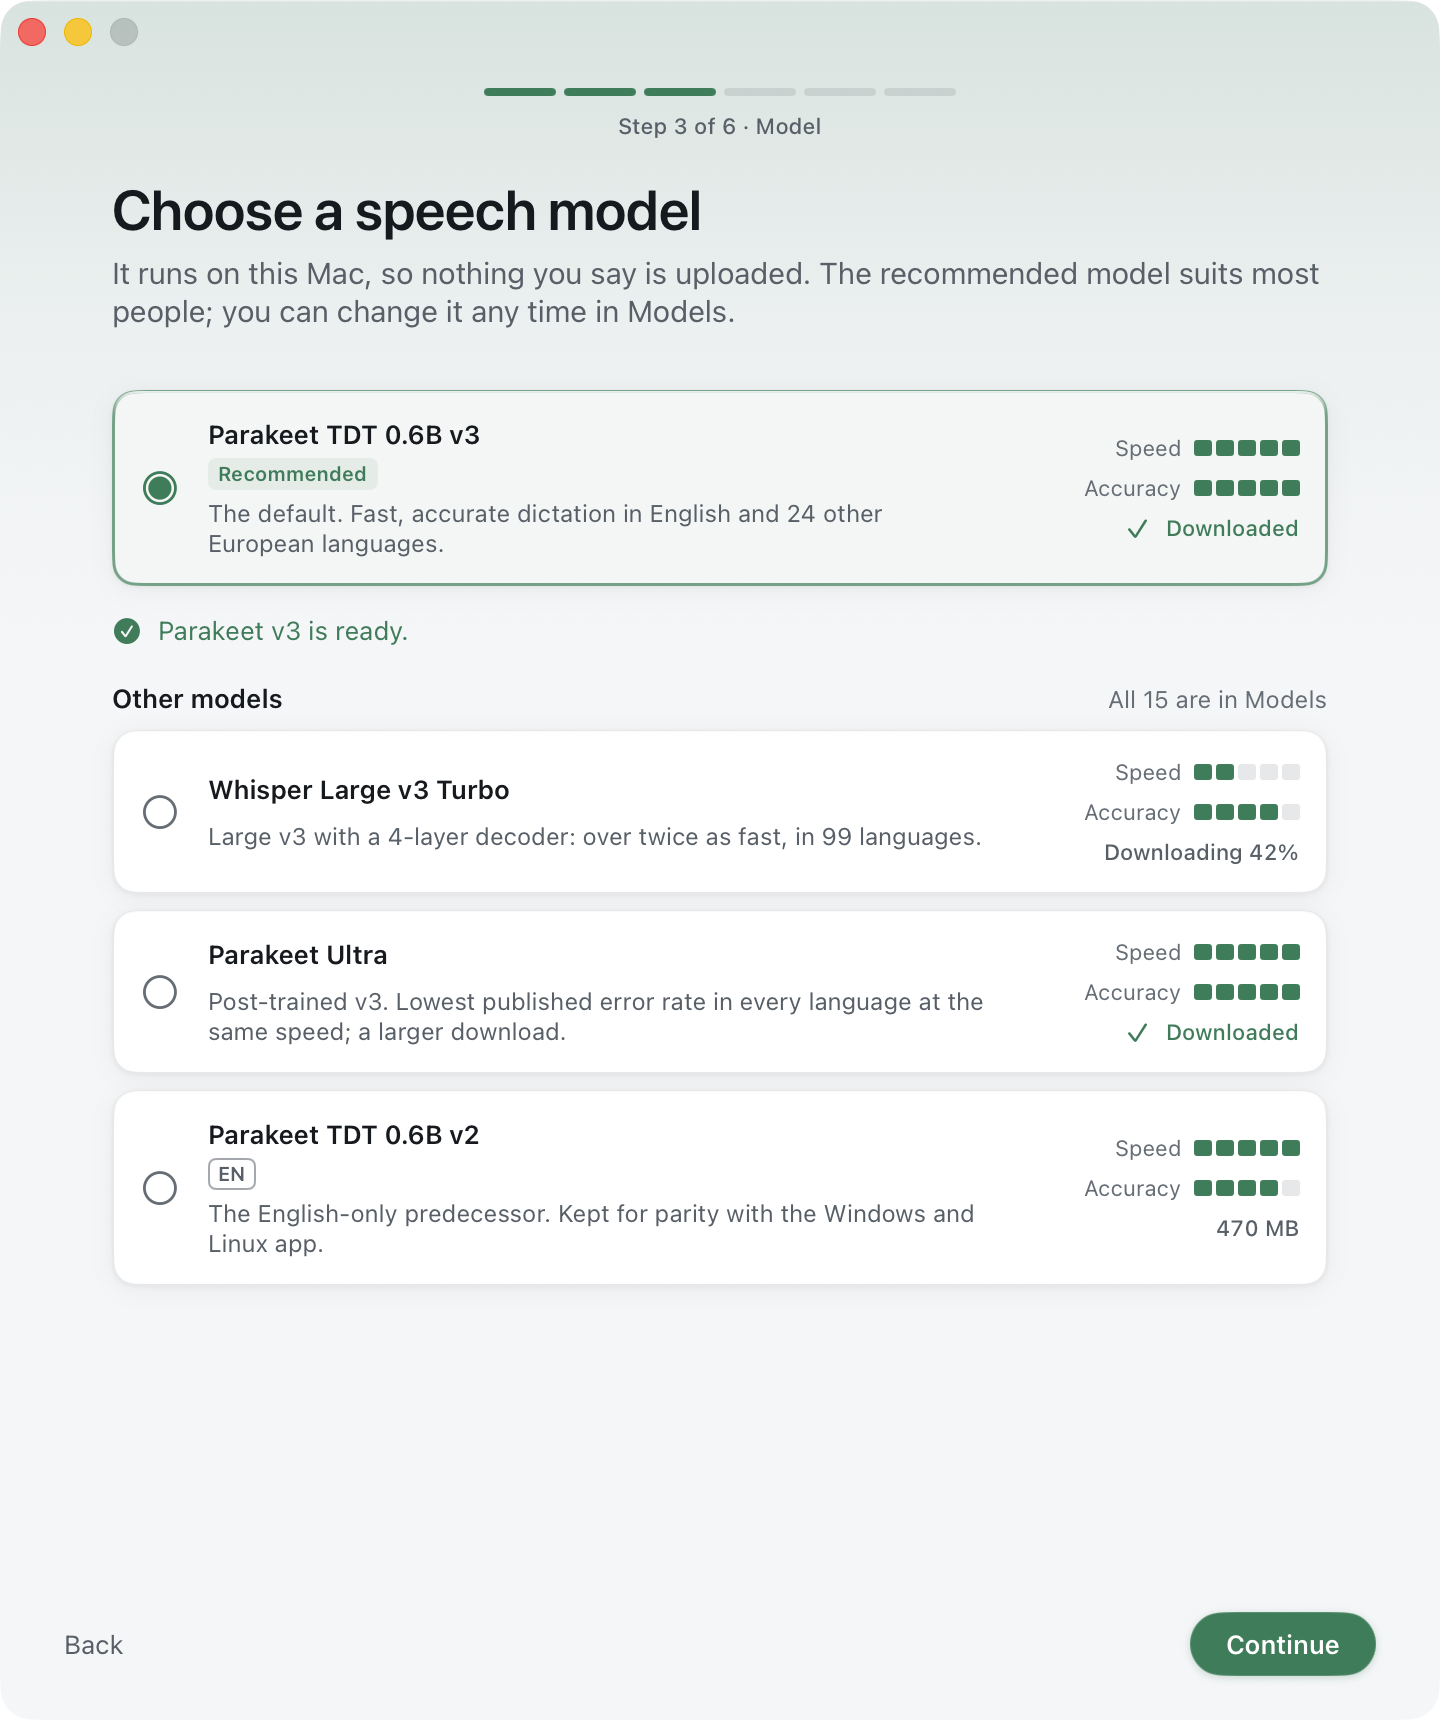 Step 3 of 6 · Model
Choose a speech model
It runs on this Mac, so nothing you say is uploaded. The recommended model suits most
people; you can change it any time in Models.
Parakeet TDT 0.6B v3
Recommended
The default. Fast, accurate dictation in English and 24 other
European languages.
Speed
Accuracy
Downloaded
Parakeet v3 is ready.
Other models
All 15 are in Models
Whisper Large v3 Turbo
Large v3 with a 4-layer decoder: over twice as fast, in 99 languages.
Speed
Accuracy
Downloading 42%
Parakeet Ultra
Post-trained v3. Lowest published error rate in every language at the
same speed; a larger download.
Speed
Accuracy
Downloaded
Parakeet TDT 0.6B v2
EN
The English-only predecessor. Kept for parity with the Windows and
Linux app.
Speed
Accuracy
470 MB
Back
Continue